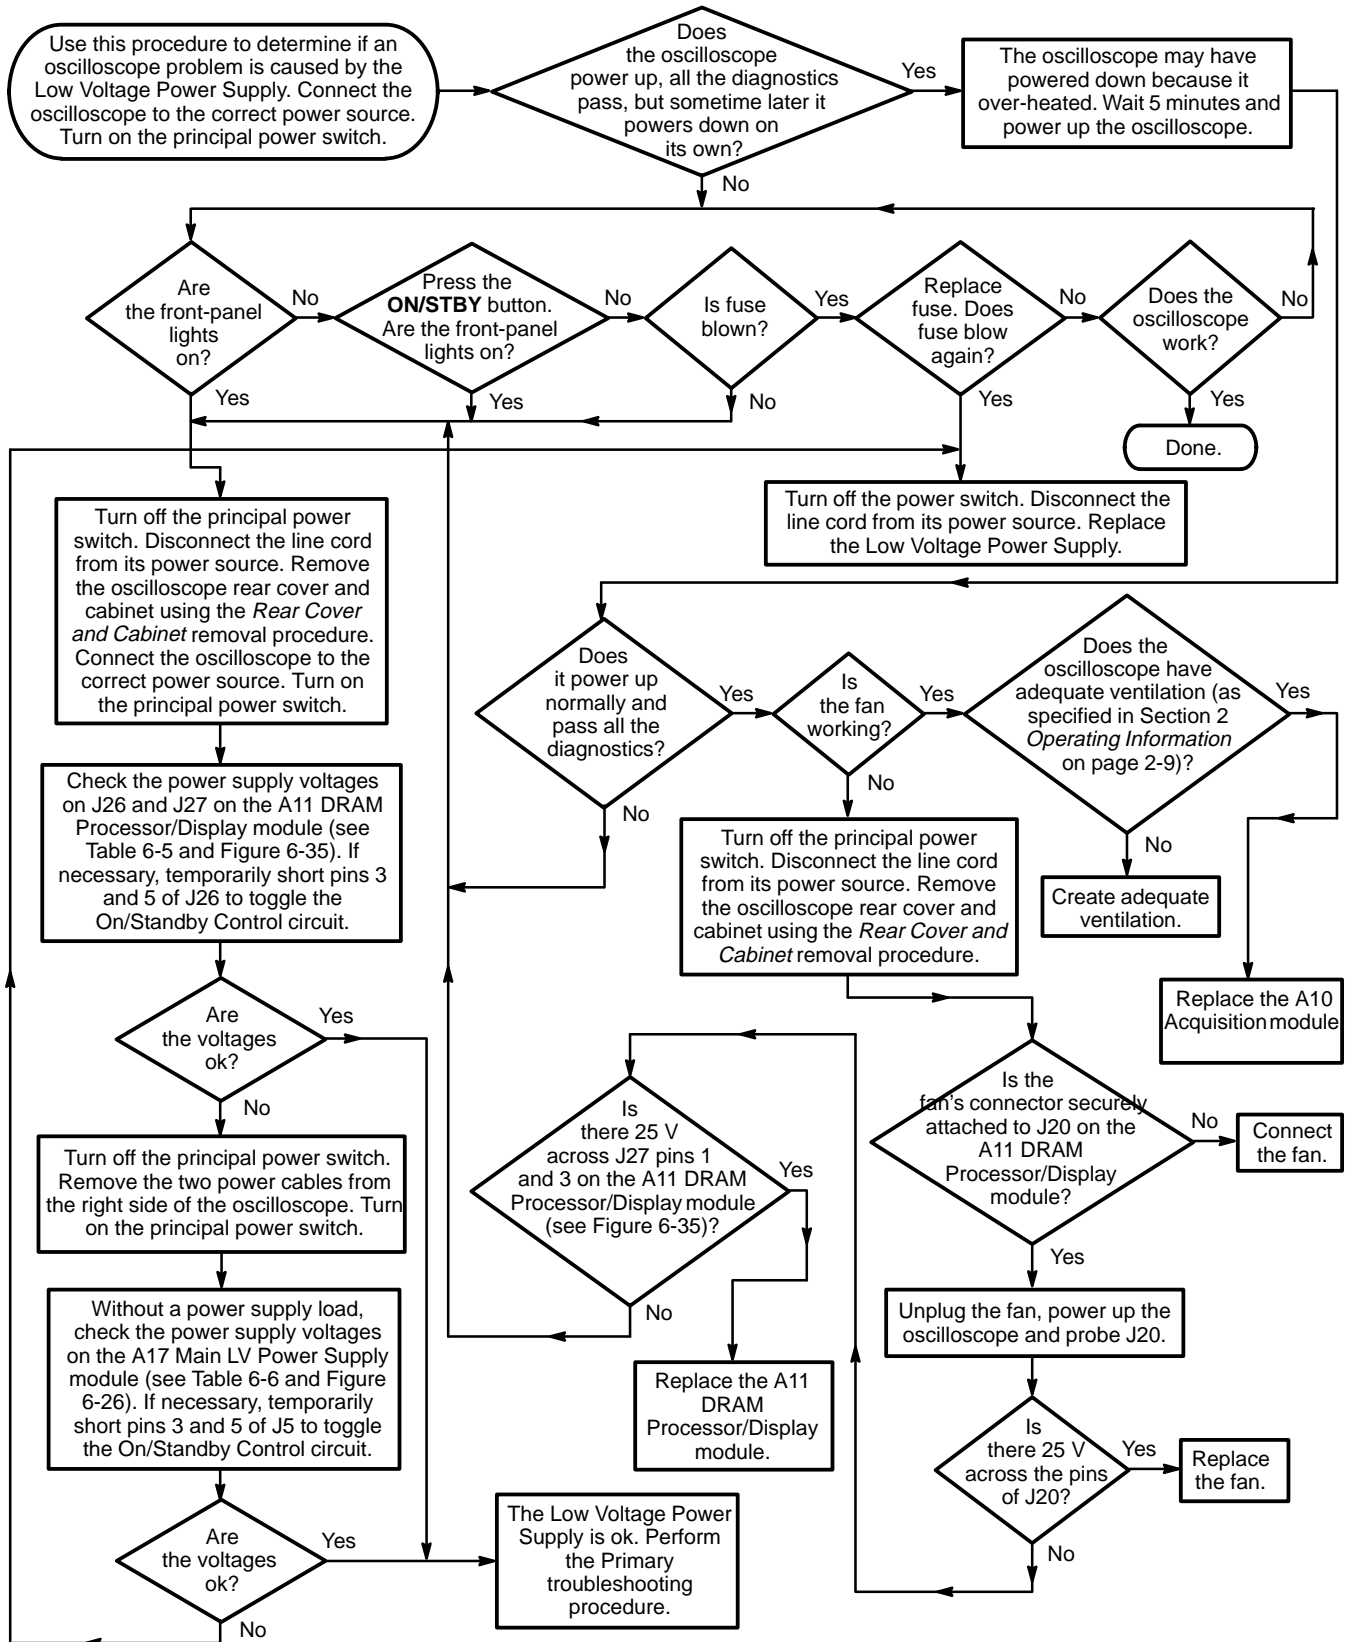 Use this procedure to determine if an
oscilloscope problem is caused by the
Low Voltage Power Supply. Connect the
oscilloscope to the correct power source.
Turn on the principal power switch.
Does
the oscilloscope
power up, all the diagnostics
pass, but sometime later it
powers down on
its own?
Yes
The oscilloscope may have
powered down because it
over-heated. Wait 5 minutes and
power up the oscilloscope.
No
Are
the front-panel
lights
on?
No
Press the
ON/STBY button.
Are the front-panel
lights on?
No
Is fuse
blown?
Yes
Replace
fuse. Does
fuse blow
again?
No
Does the
oscilloscope
work?
No
Yes
Yes
No
Yes
Yes
Done.
Turn off the power switch. Disconnect the
line cord from its power source. Replace
the Low Voltage Power Supply.
Turn off the principal power
switch. Disconnect the line cord
from its power source. Remove
the oscilloscope rear cover and
cabinet using the Rear Cover
and Cabinet removal procedure.
Connect the oscilloscope to the
correct power source. Turn on
the principal power switch.
Does
it power up
normally and
pass all the
diagnostics?
Yes
Is
the fan
working?
Yes
Does the
oscilloscope have
adequate ventilation (as
specified in Section 2
Operating Information
on page 2-9)?
Yes
No
No
No
Check the power supply voltages
on J26 and J27 on the A11 DRAM
Processor/Display module (see
Table 6-5 and Figure 6-35). If
necessary, temporarily short pins 3
and 5 of J26 to toggle the
On/Standby Control circuit.
Turn off the principal power
switch. Disconnect the line cord
from its power source. Remove
the oscilloscope rear cover and
cabinet using the Rear Cover and
Cabinet removal procedure.
Create adequate
ventilation.
Replace the A10
Acquisition module
Are
the voltages
ok?
Yes
No
Is
there 25 V
across J27 pins 1
and 3 on the A11 DRAM
Processor/Display module
(see Figure 6-35)?
Yes
No
Is the
fan's connector securely
attached to J20 on the
A11 DRAM
Processor/Display
module?
No
Connect
the fan.
Yes
Turn off the principal power switch.
Remove the two power cables from
the right side of the oscilloscope. Turn
on the principal power switch.
Without a power supply load,
check the power supply voltages
on the A17 Main LV Power Supply
module (see Table 6-6 and Figure
6-26). If necessary, temporarily
short pins 3 and 5 of J5 to toggle
the On/Standby Control circuit.
Replace the A11
DRAM
Processor/Display
module.
Unplug the fan, power up the
oscilloscope and probe J20.
Is
there 25 V
across the pins
of J20?
Yes
Replace
the fan.
No
Are
the voltages
ok?
Yes
The Low Voltage Power
Supply is ok. Perform
the Primary
troubleshooting
procedure.
No